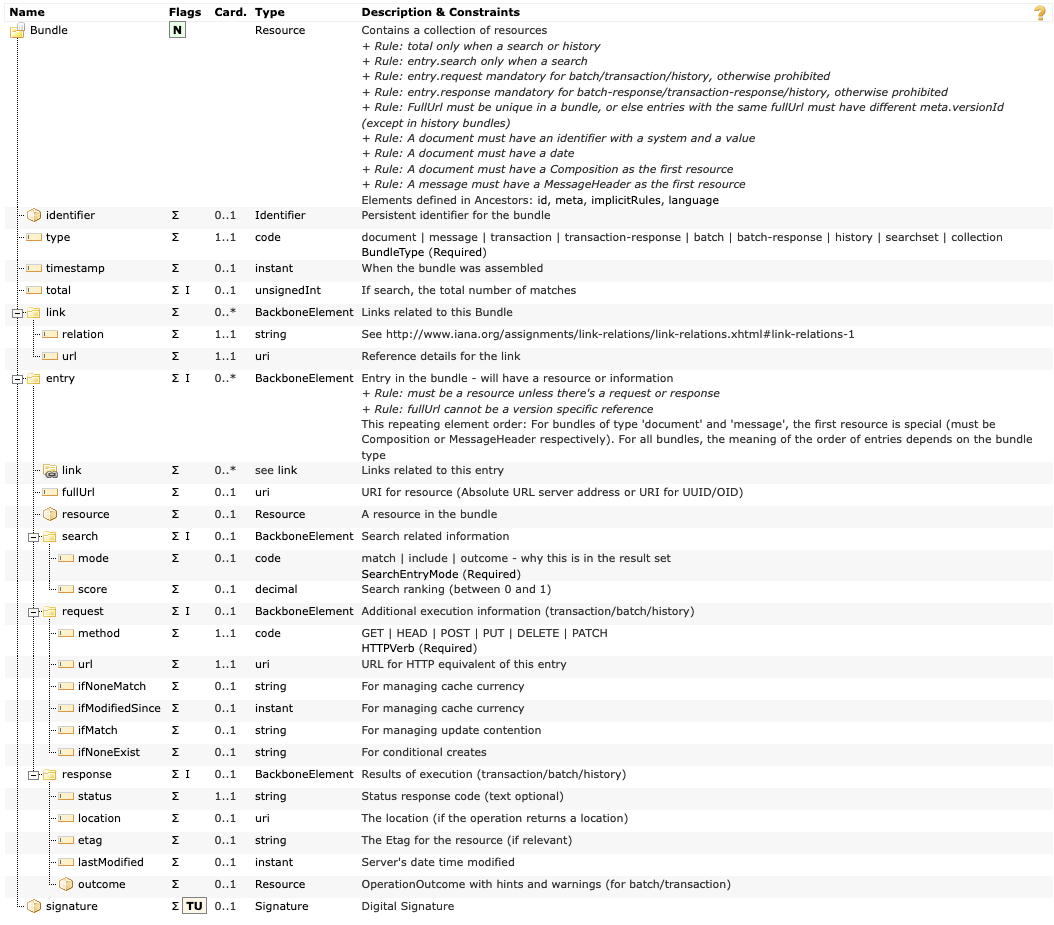 Name Flags Card. Type Description & Constraints ?
Bundle N Resource Contains a collection of resources
+ Rule: total only when a search or history
+ Rule: entry.search only when a search
+ Rule: entry.request mandatory for batch/transaction/history, otherwise prohibited
+ Rule: entry.response mandatory for batch-response/transaction-response/history, otherwise prohibited
+ Rule: FullUrl must be unique in a bundle, or else entries with the same fullUrl must have different meta.versionId
(except in history bundles)
+ Rule: A document must have an identifier with a system and a value
+ Rule: A document must have a date
+ Rule: A document must have a Composition as the first resource
+ Rule: A message must have a MessageHeader as the first resource
Elements defined in Ancestors: id, meta, implicitRules, language
identifier Σ 0..1 Identifier Persistent identifier for the bundle
type Σ 1..1 code document | message | transaction | transaction-response | batch | batch-response | history | searchset | collection
BundleType (Required)
timestamp Σ 0..1 instant When the bundle was assembled
total Σ I 0..1 unsignedInt If search, the total number of matches
link Σ 0..* BackboneElement Links related to this Bundle
relation Σ 1..1 string See http://www.iana.org/assignments/link-relations/link-relations.xhtml#link-relations-1
url Σ 1..1 uri Reference details for the link
entry Σ I 0..* BackboneElement Entry in the bundle - will have a resource or information
+ Rule: must be a resource unless there's a request or response
+ Rule: fullUrl cannot be a version specific reference
This repeating element order: For bundles of type 'document' and 'message', the first resource is special (must be
Composition or MessageHeader respectively). For all bundles, the meaning of the order of entries depends on the bundle
type
link Σ 0..* see link Links related to this entry
fullUrl Σ 0..1 uri URI for resource (Absolute URL server address or URI for UUID/OID)
resource Σ 0..1 Resource A resource in the bundle
search Σ I 0..1 BackboneElement Search related information
mode Σ 0..1 code match | include | outcome - why this is in the result set
SearchEntryMode (Required)
score Σ 0..1 decimal Search ranking (between 0 and 1)
request Σ I 0..1 BackboneElement Additional execution information (transaction/batch/history)
method Σ 1..1 code GET | HEAD | POST | PUT | DELETE | PATCH
HTTPVerb (Required)
url Σ 1..1 uri URL for HTTP equivalent of this entry
ifNoneMatch Σ 0..1 string For managing cache currency
ifModifiedSince Σ 0..1 instant For managing cache currency
ifMatch Σ 0..1 string For managing update contention
ifNoneExist Σ 0..1 string For conditional creates
response Σ I 0..1 BackboneElement Results of execution (transaction/batch/history)
status Σ 1..1 string Status response code (text optional)
location Σ 0..1 uri The location (if the operation returns a location)
etag Σ 0..1 string The Etag for the resource (if relevant)
lastModified Σ 0..1 instant Server's date time modified
outcome Σ 0..1 Resource OperationOutcome with hints and warnings (for batch/transaction)
signature Σ TU 0..1 Signature Digital Signature